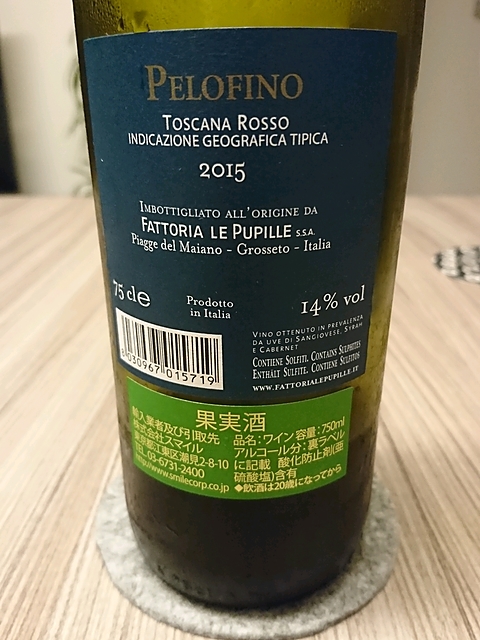 PELOFINO
TOSCANA ROSSO
INDICAZIONE GEOGRAFICA TIPICA
2015
IMBOTTIGLIATO ALL'ORIGINE DA
FATTORIA LE PUPILLE S.S.A.
Piagge del Maiano - Grosseto - Italia
75 cl e
Prodotto
in Italia
14% vol
VINO OTTENUTO IN PREVALENZA
DA UVE DI SANGIOVESE, SYRAH
E CABERNET
CONTIENE SOLFITI. CONTAINS SULPHITES
ENTHÄLT SULFITE. CONTIENE SULFITOS
WWW.FATTORIALEPUPILLE.IT
8 030967 015719
果実酒
輸入業者及び引取先
株式会社スマイル
東京都江東区潮見2-8-10
TEL. 03-6731-2400
http://www.smilecorp.co.jp
品名:ワイン 容量:750ml
アルコール分:裏ラベル
に記載 酸化防止剤(亜
硫酸塩)含有
◆飲酒は20歳になってから